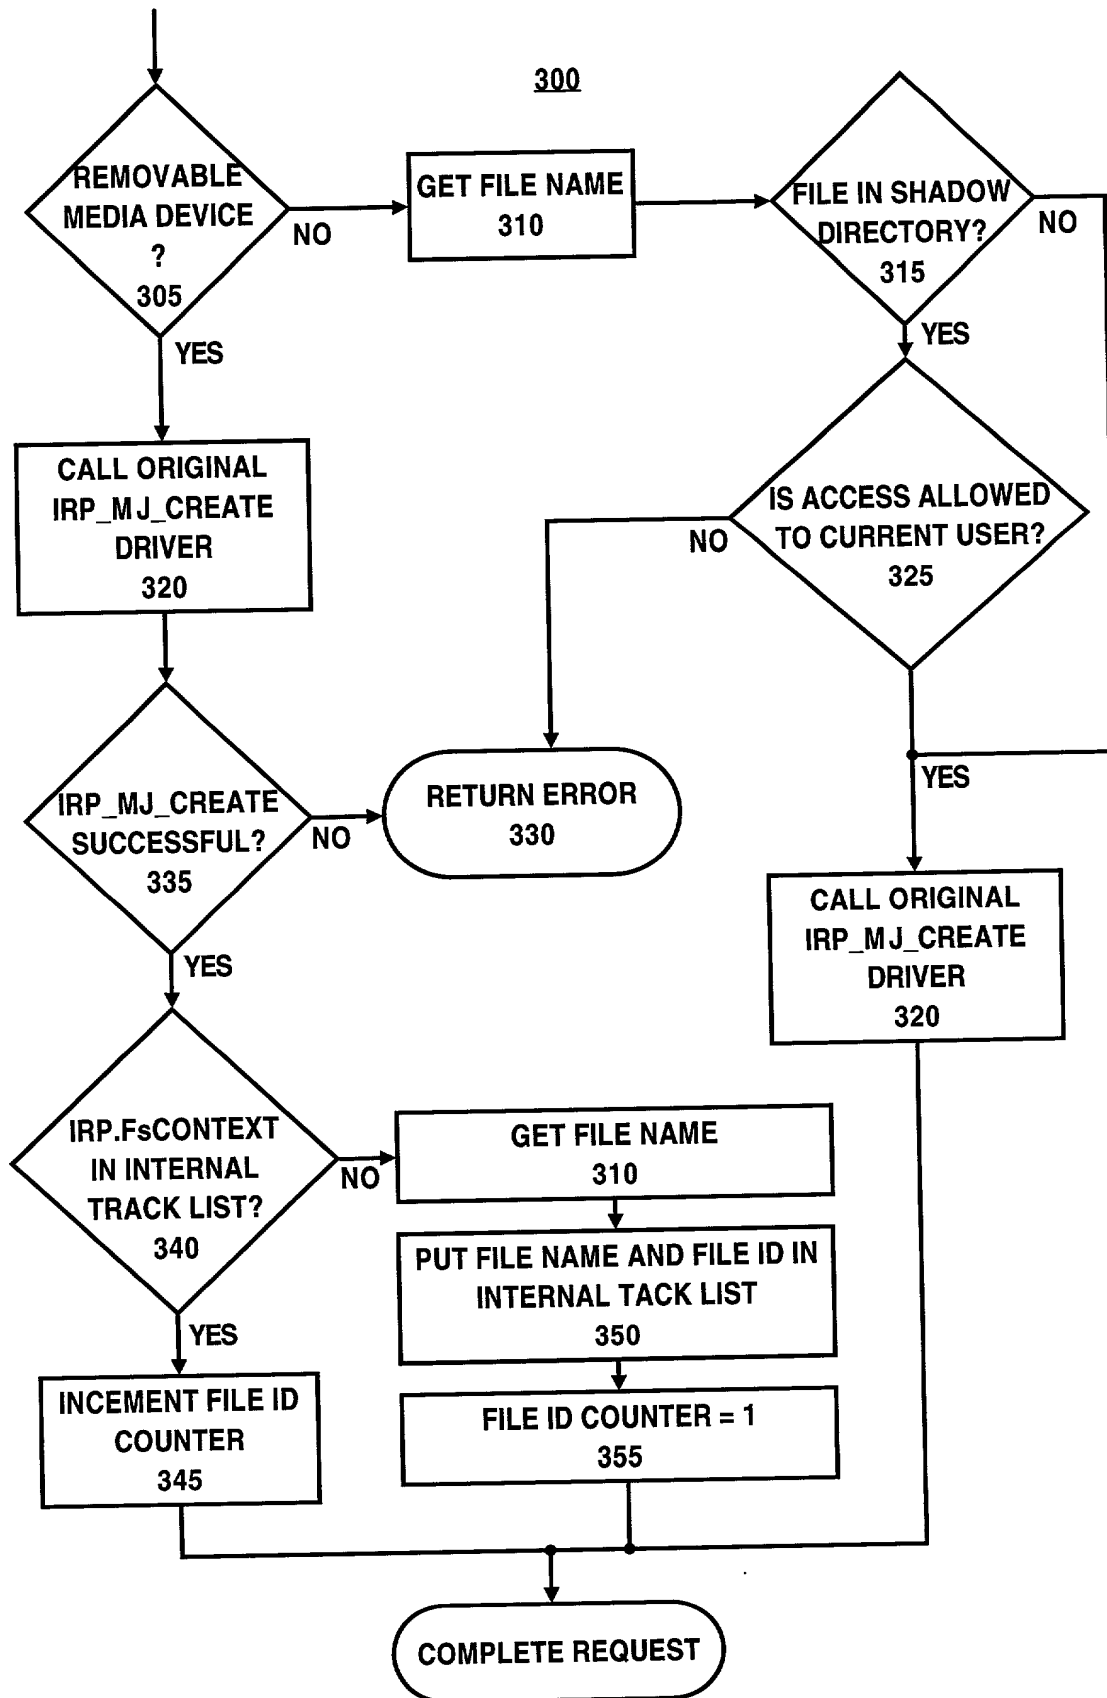 300
REMOVABLE
MEDIA DEVICE
?
305
NO
YES
GET FILE NAME
310
FILE IN SHADOW
DIRECTORY?
315
NO
YES
CALL ORIGINAL
IRP_MJ_CREATE
DRIVER
320
IS ACCESS ALLOWED
TO CURRENT USER?
325
NO
YES
IRP_MJ_CREATE
SUCCESSFUL?
335
NO
YES
RETURN ERROR
330
CALL ORIGINAL
IRP_MJ_CREATE
DRIVER
320
IRP.FsCONTEXT
IN INTERNAL
TRACK LIST?
340
NO
YES
GET FILE NAME
310
PUT FILE NAME AND FILE ID IN
INTERNAL TACK LIST
350
INCEMENT FILE ID
COUNTER
345
FILE ID COUNTER = 1
355
COMPLETE REQUEST